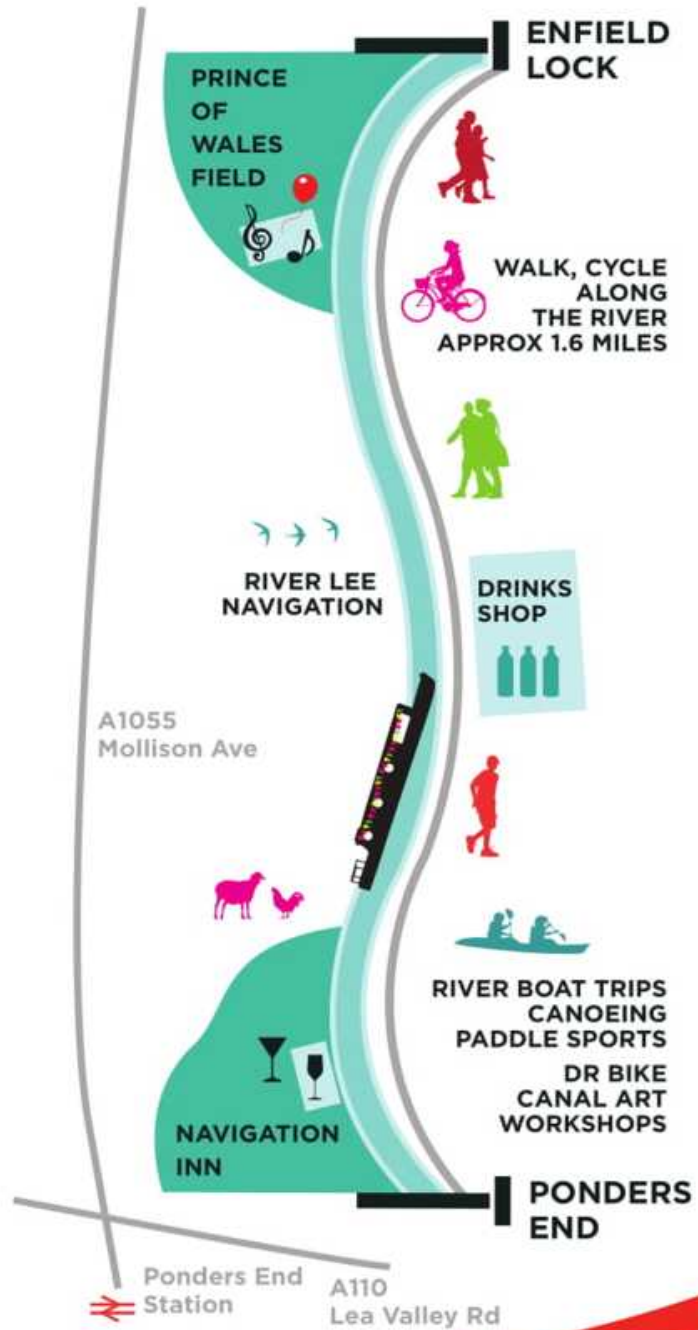 ENFIELD
LOCK
PRINCE
OF
WALES
FIELD
WALK, CYCLE
ALONG
THE RIVER
APPROX 1.6 MILES
RIVER LEE
NAVIGATION
DRINKS
SHOP
A1055
Mollison Ave
RIVER BOAT TRIPS
CANOEING
PADDLE SPORTS
DR BIKE
CANAL ART
WORKSHOPS
NAVIGATION
INN
PONDERS
END
Ponders End
Station
A110
Lea Valley Rd